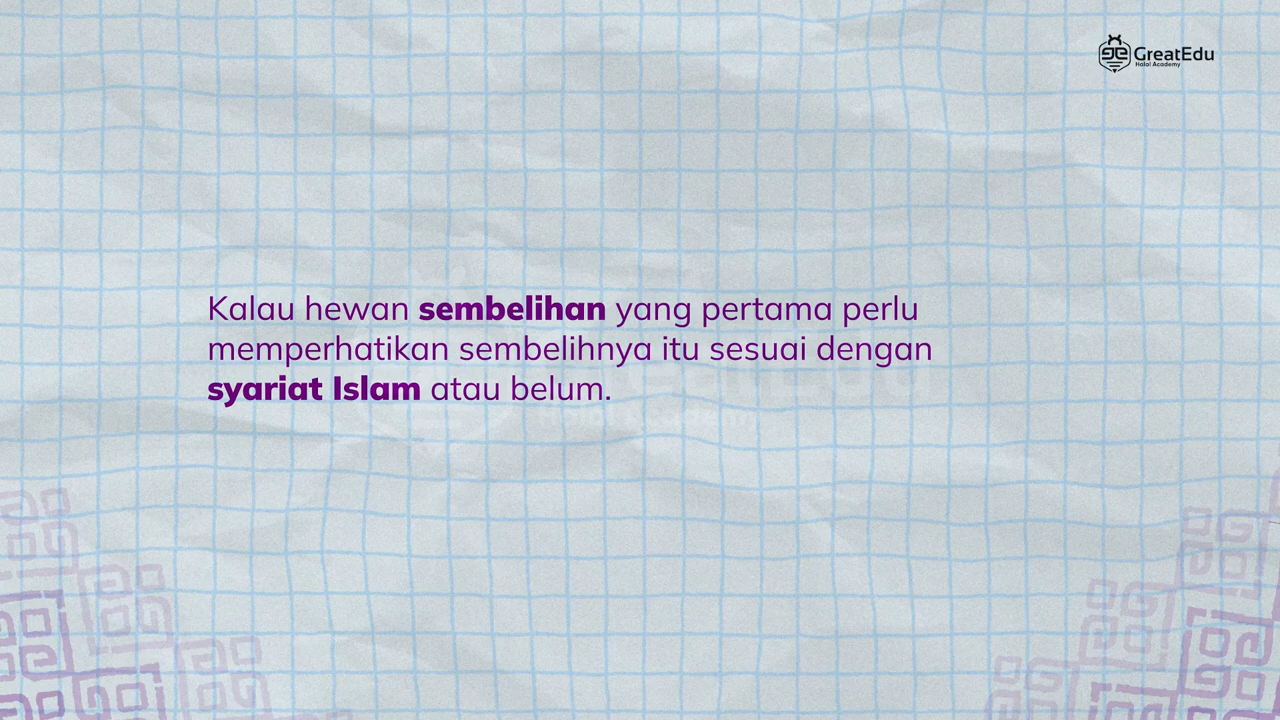 GreatEdu
Halal Academy
Kalau hewan sembelihan yang pertama perlu
memperhatikan sembelihnya itu sesuai dengan
syariat Islam atau belum.